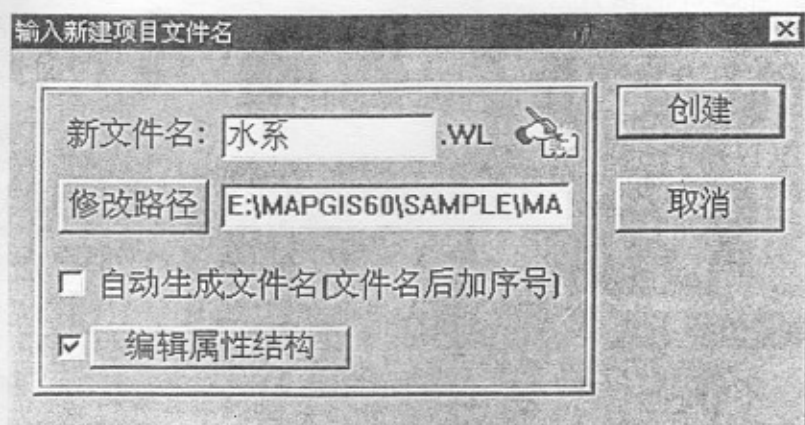 输入新建项目文件名
新文件名: 水系 .WL
创建
修改路径 E:\MAPGIS60\SAMPLE\MA
取消
自动生成文件名(文件名后加序号)
编辑属性结构